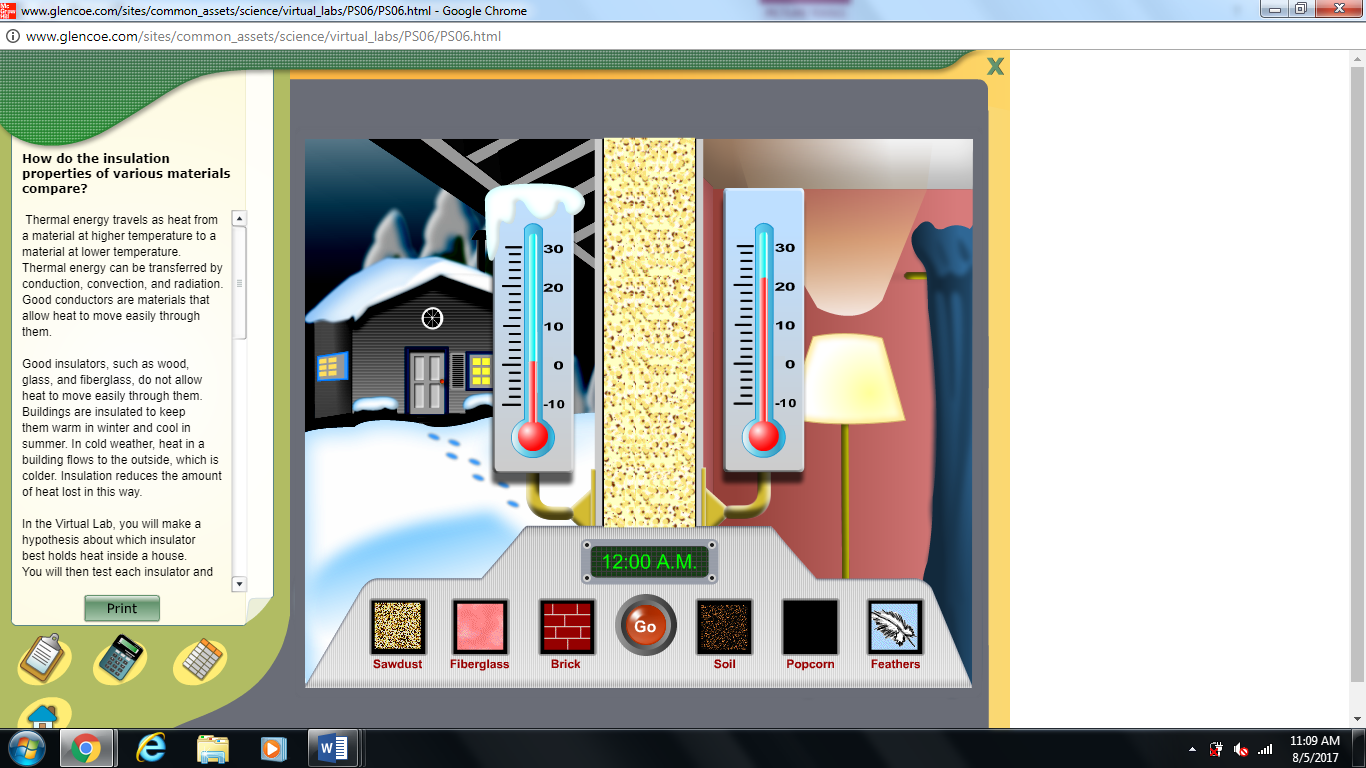 Mc
Graw
Hill
www.glencoe.com/sites/common_assets/science/virtual_labs/PS06/PS06.html - Google Chrome
www.glencoe.com/sites/common_assets/science/virtual_labs/PS06/PS06.html
X
How do the insulation
properties of various materials
compare?
Thermal energy travels as heat from
a material at higher temperature to a
material at lower temperature.
Thermal energy can be transferred by
conduction, convection, and radiation.
Good conductors are materials that
allow heat to move easily through
them.
Good insulators, such as wood,
glass, and fiberglass, do not allow
heat to move easily through them.
Buildings are insulated to keep
them warm in winter and cool in
summer. In cold weather, heat in a
building flows to the outside, which is
colder. Insulation reduces the amount
of heat lost in this way.
In the Virtual Lab, you will make a
hypothesis about which insulator
best holds heat inside a house.
You will then test each insulator and
Print
30
20
10
0
-10
30
20
10
0
-10
12:00 A.M.
Go
Sawdust
Fiberglass
Brick
Soil
Popcorn
Feathers
11:09 AM
8/5/2017